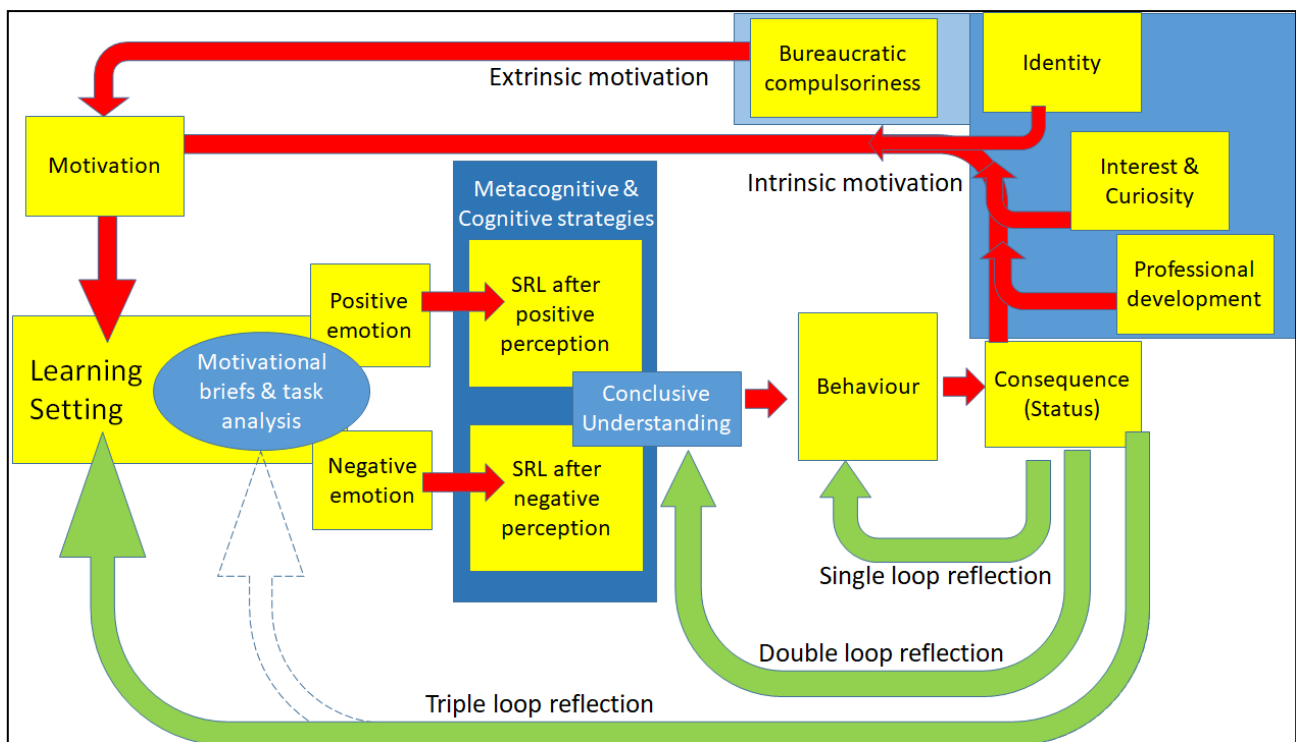 Bureaucratic
compulsoriness
Identity
Extrinsic motivation
Motivation
Interest &
Curiosity
Intrinsic motivation
Metacognitive &
Cognitive strategies
Professional
development
Positive
emotion
SRL after
positive
perception
Learning
Setting
Motivational
briefs & task
analysis
Conclusive
Understanding
Behaviour
Consequence
(Status)
Negative
emotion
SRL after
negative
perception
Single loop reflection
Double loop reflection
Triple loop reflection